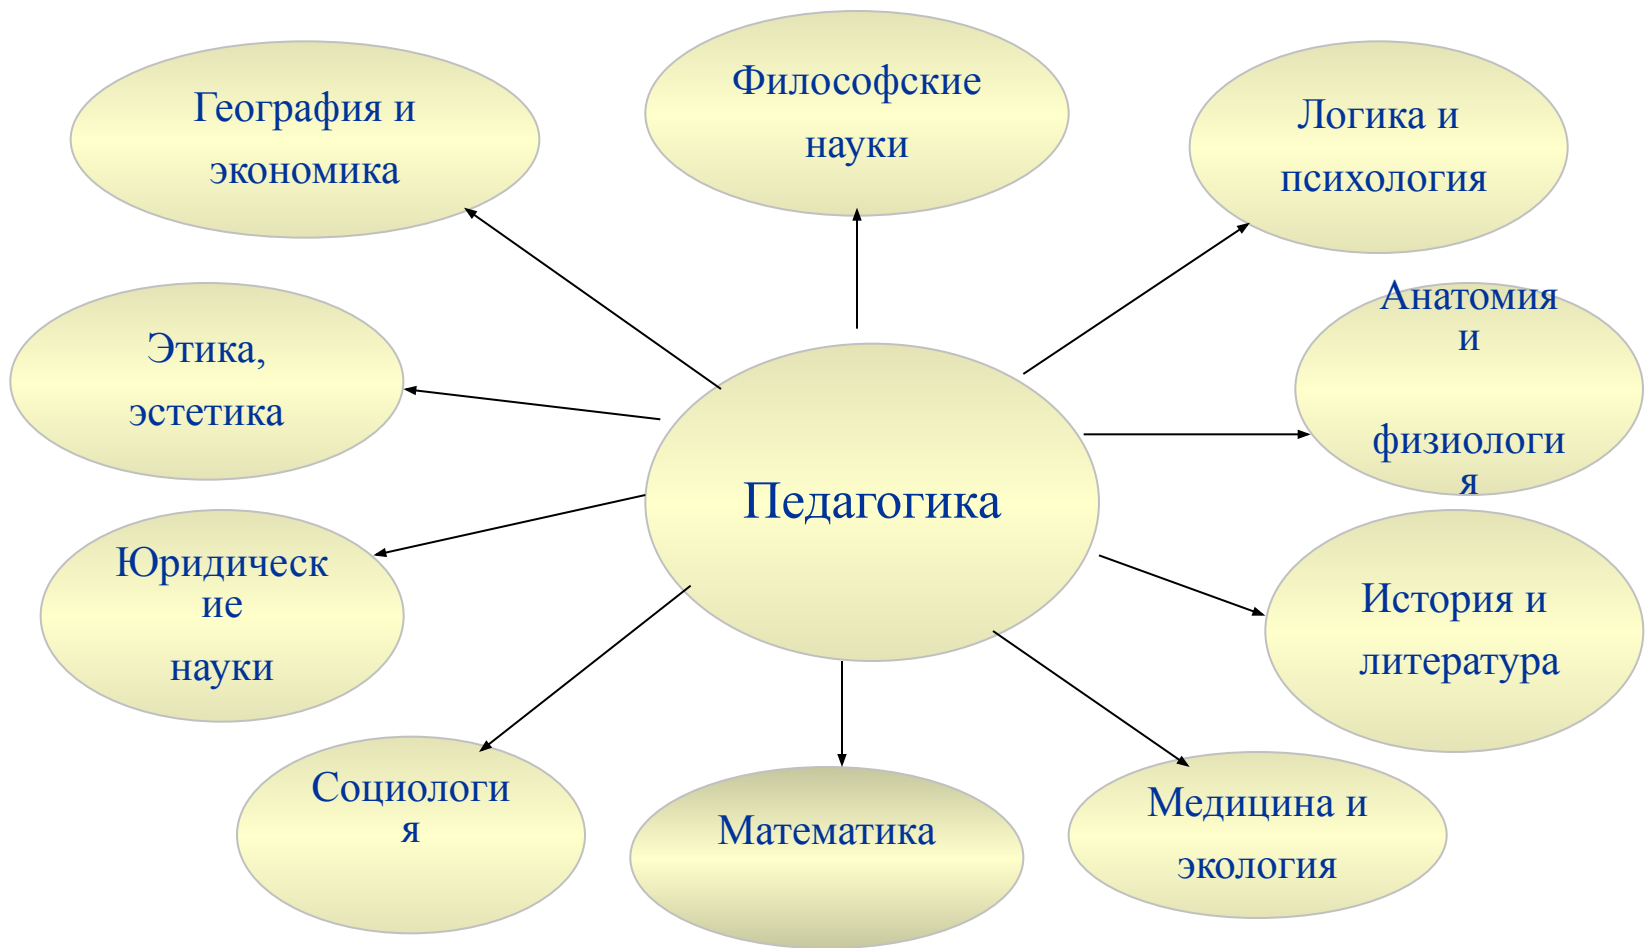 География и
экономика
Философские
науки
Логика и
психология
Этика,
эстетика
Анатомия
и
физиологи
я
Педагогика
Юридическ
ие
науки
История и
литература
Социологи
я
Математика
Медицина и
экология